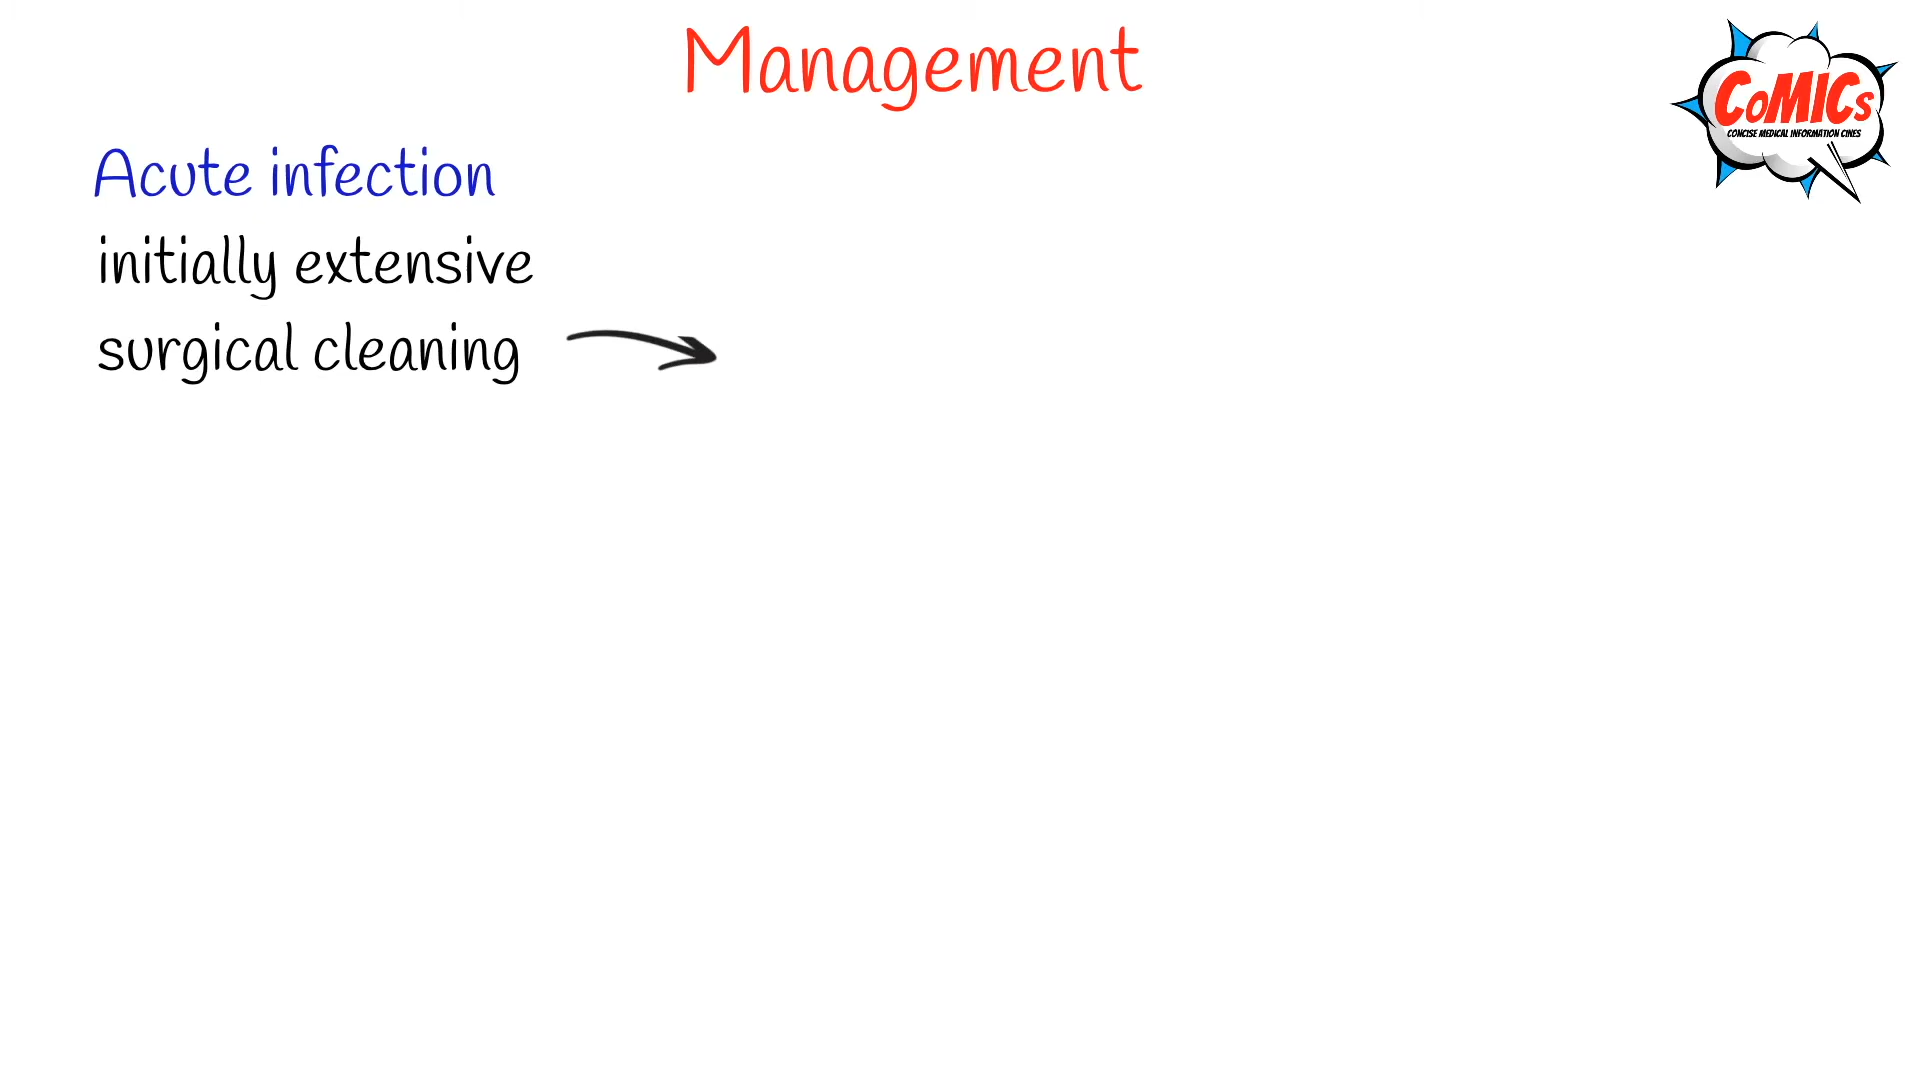 Management
CoMICs
CONCISE MEDICAL INFORMATION CINES
Acute infection
initially extensive
surgical cleaning